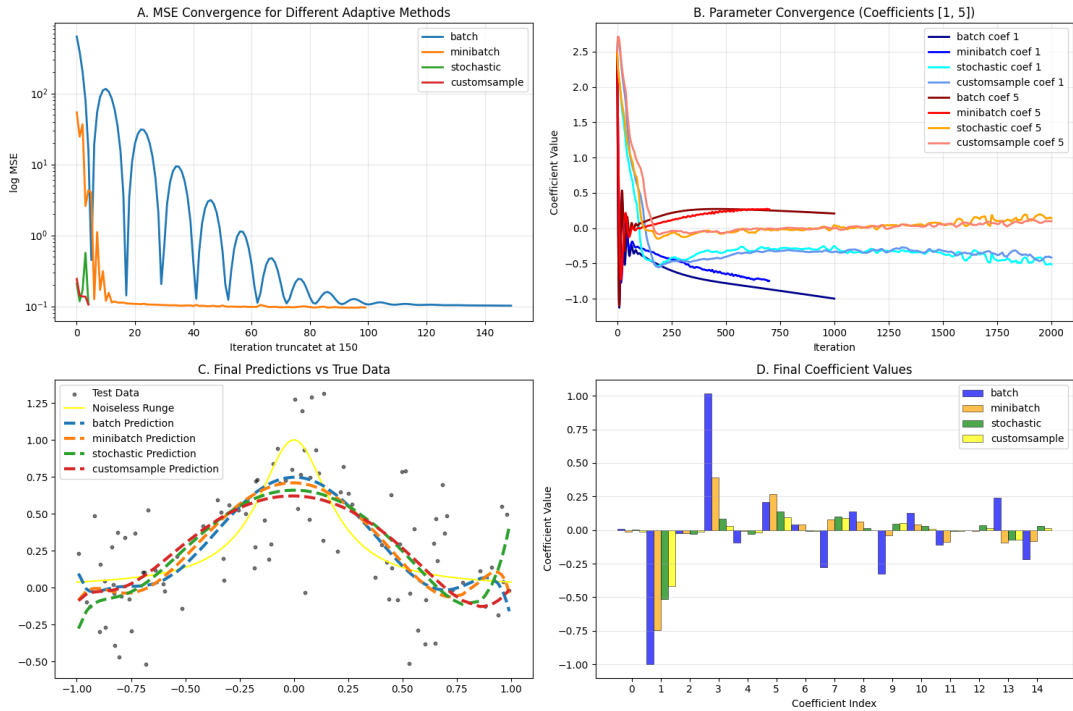 A. MSE Convergence for Different Adaptive Methods
log MSE
10²
10¹
10⁰
10⁻¹
batch
minibatch
stochastic
customsample
0 20 40 60 80 100 120 140
Iteration truncatet at 150
B. Parameter Convergence (Coefficients [1, 5])
Coefficient Value
2.5
2.0
1.5
1.0
0.5
0.0
−0.5
−1.0
batch coef 1
minibatch coef 1
stochastic coef 1
customsample coef 1
batch coef 5
minibatch coef 5
stochastic coef 5
customsample coef 5
0 250 500 750 1000 1250 1500 1750 2000
Iteration
C. Final Predictions vs True Data
1.25
1.00
0.75
0.50
0.25
0.00
−0.25
−0.50
Test Data
Noiseless Runge
batch Prediction
minibatch Prediction
stochastic Prediction
customsample Prediction
−1.00 −0.75 −0.50 −0.25 0.00 0.25 0.50 0.75 1.00
D. Final Coefficient Values
Coefficient Value
1.00
0.75
0.50
0.25
0.00
−0.25
−0.50
−0.75
−1.00
batch
minibatch
stochastic
customsample
0 1 2 3 4 5 6 7 8 9 10 11 12 13 14
Coefficient Index